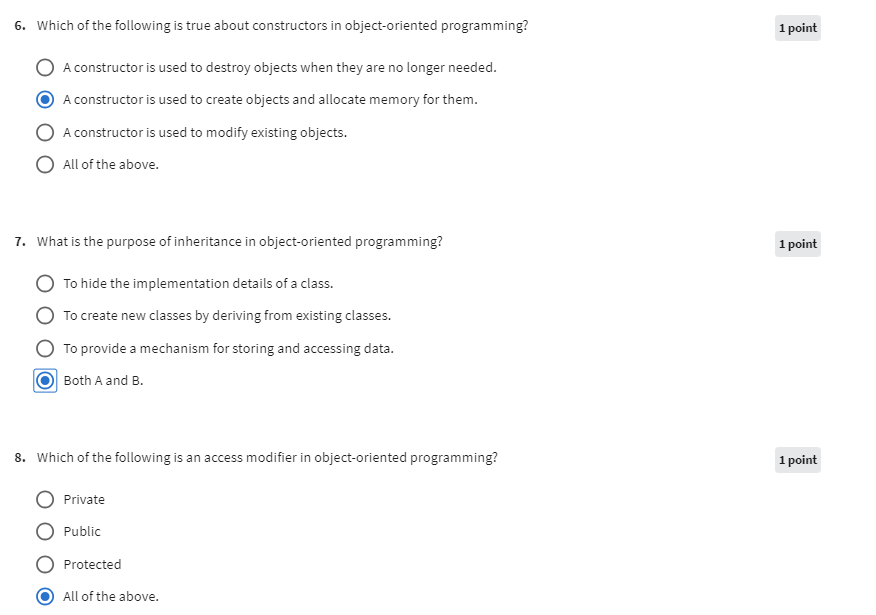 6. Which of the following is true about constructors in object-oriented programming?
1 point
A constructor is used to destroy objects when they are no longer needed.
A constructor is used to create objects and allocate memory for them.
A constructor is used to modify existing objects.
All of the above.
7. What is the purpose of inheritance in object-oriented programming?
1 point
To hide the implementation details of a class.
To create new classes by deriving from existing classes.
To provide a mechanism for storing and accessing data.
Both A and B.
8. Which of the following is an access modifier in object-oriented programming?
1 point
Private
Public
Protected
All of the above.